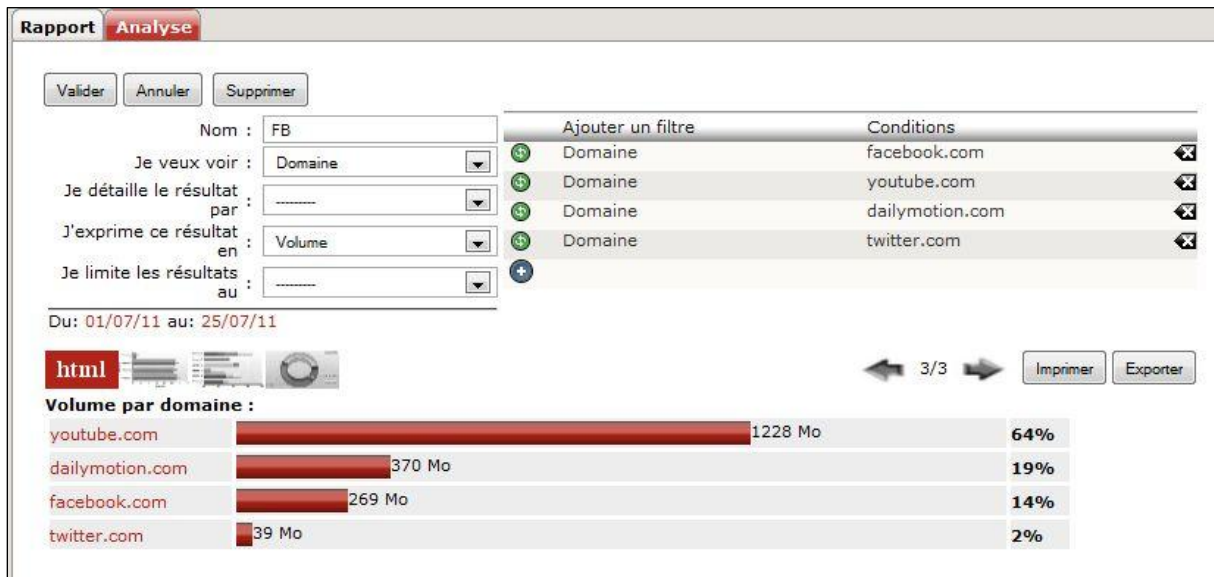 Rapport Analyse
Valider Annuler Supprimer
Nom : FB
Je veux voir : Domaine
Je détaille le résultat par : ---------
J'exprime ce résultat en : Volume
Je limite les résultats au : ---------
Ajouter un filtre Conditions
Domaine facebook.com
Domaine youtube.com
Domaine dailymotion.com
Domaine twitter.com
Du: 01/07/11 au: 25/07/11
html
3/3 Imprimer Exporter
Volume par domaine :
youtube.com 1228 Mo 64%
dailymotion.com 370 Mo 19%
facebook.com 269 Mo 14%
twitter.com 39 Mo 2%